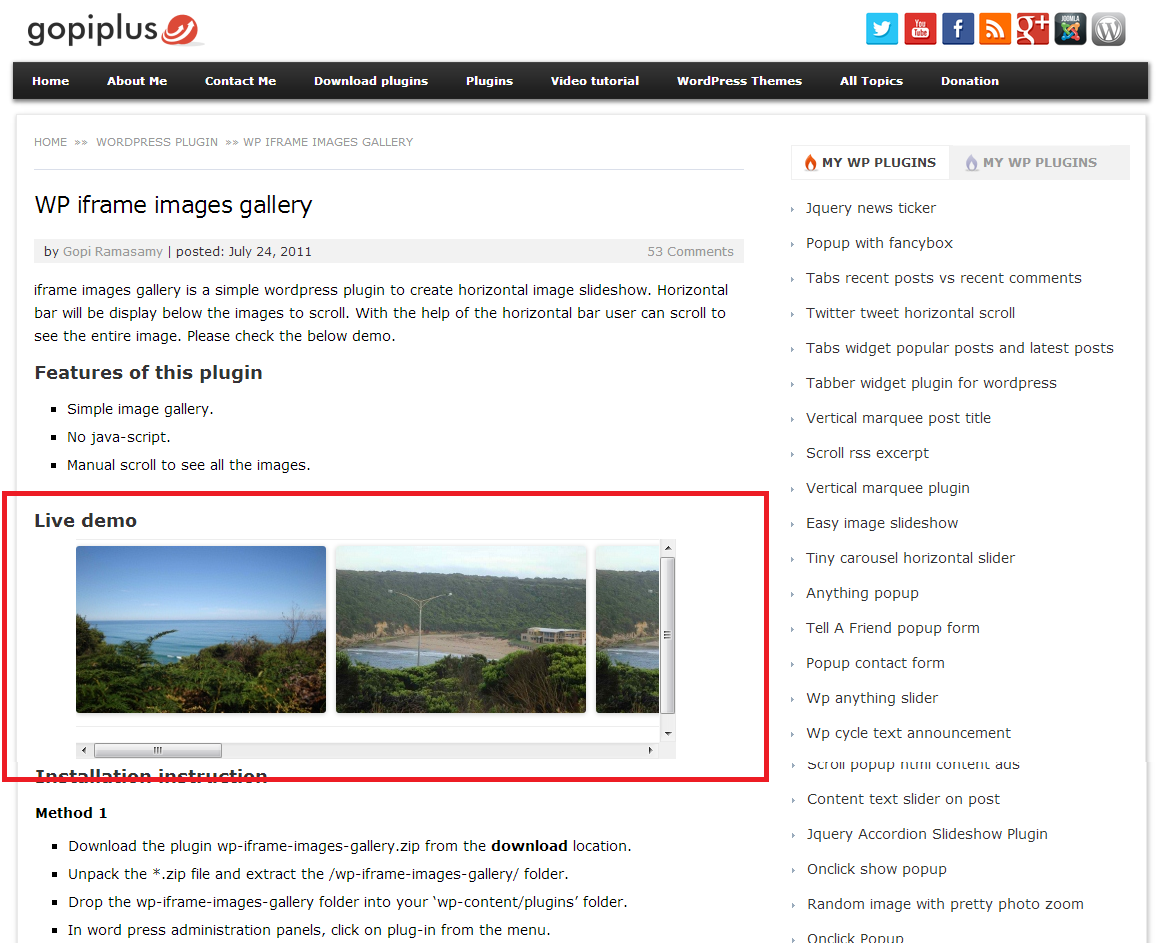 gopiplus
You
Tube
f
g+
JOOMLA
W
Home About Me Contact Me Download plugins Plugins Video tutorial WordPress Themes All Topics Donation
HOME »» WORDPRESS PLUGIN »» WP IFRAME IMAGES GALLERY
WP iframe images gallery
by Gopi Ramasamy | posted: July 24, 2011 53 Comments
iframe images gallery is a simple wordpress plugin to create horizontal image slideshow. Horizontal
bar will be display below the images to scroll. With the help of the horizontal bar user can scroll to
see the entire image. Please check the below demo.
Features of this plugin
Simple image gallery.
No java-script.
Manual scroll to see all the images.
Live demo
Installation instruction
Method 1
Download the plugin wp-iframe-images-gallery.zip from the download location.
Unpack the *.zip file and extract the /wp-iframe-images-gallery/ folder.
Drop the wp-iframe-images-gallery folder into your ‘wp-content/plugins’ folder.
In word press administration panels, click on plug-in from the menu.
MY WP PLUGINS MY WP PLUGINS
Jquery news ticker
Popup with fancybox
Tabs recent posts vs recent comments
Twitter tweet horizontal scroll
Tabs widget popular posts and latest posts
Tabber widget plugin for wordpress
Vertical marquee post title
Scroll rss excerpt
Vertical marquee plugin
Easy image slideshow
Tiny carousel horizontal slider
Anything popup
Tell A Friend popup form
Popup contact form
Wp anything slider
Wp cycle text announcement
Scroll popup html content ads
Content text slider on post
Jquery Accordion Slideshow Plugin
Onclick show popup
Random image with pretty photo zoom
Onclick Popup